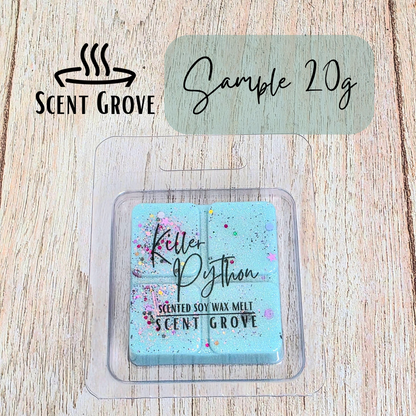 SCENT GROVE
Sample 20g
Killer
Python
SCENTED SOY WAX MELT
SCENT GROVE